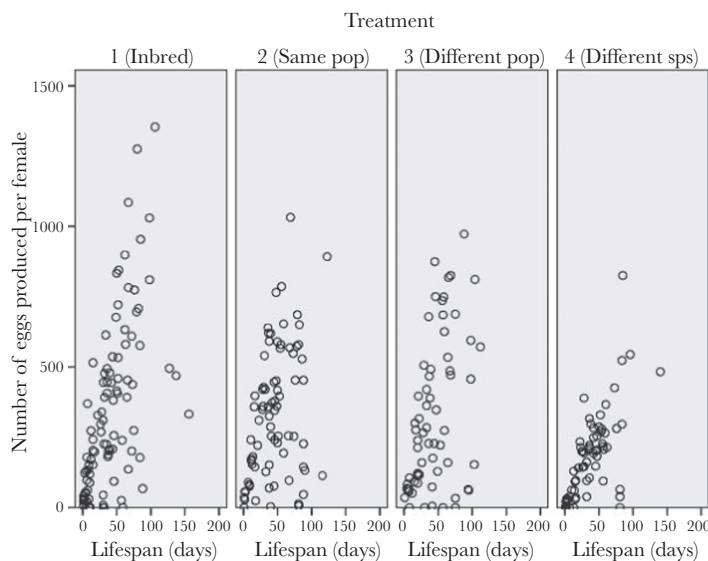 Treatment
1 (Inbred) 2 (Same pop) 3 (Different pop) 4 (Different sps)
Number of eggs produced per female
1500
1000
500
0
0 50 100 150 200 0 50 100 150 200 0 50 100 150 200 0 50 100 150 200
Lifespan (days) Lifespan (days) Lifespan (days) Lifespan (days)